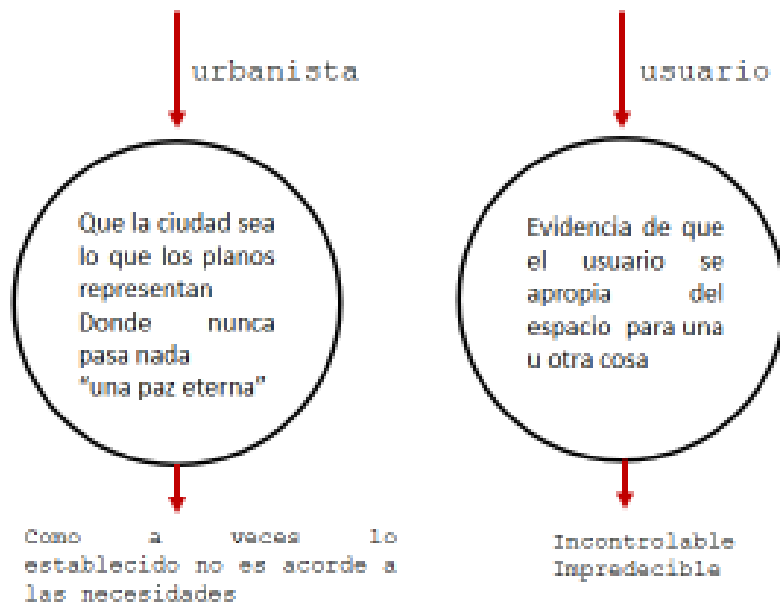 urbanista
Que la ciudad sea
lo que los planos
representan
Donde nunca
pasa nada
“una paz eterna”
Como a veces lo
establecido no es acorde a
las necesidades
usuario
Evidencia de que
el usuario se
apropia del
espacio para una
u otra cosa
Incontrolable
Impredecible